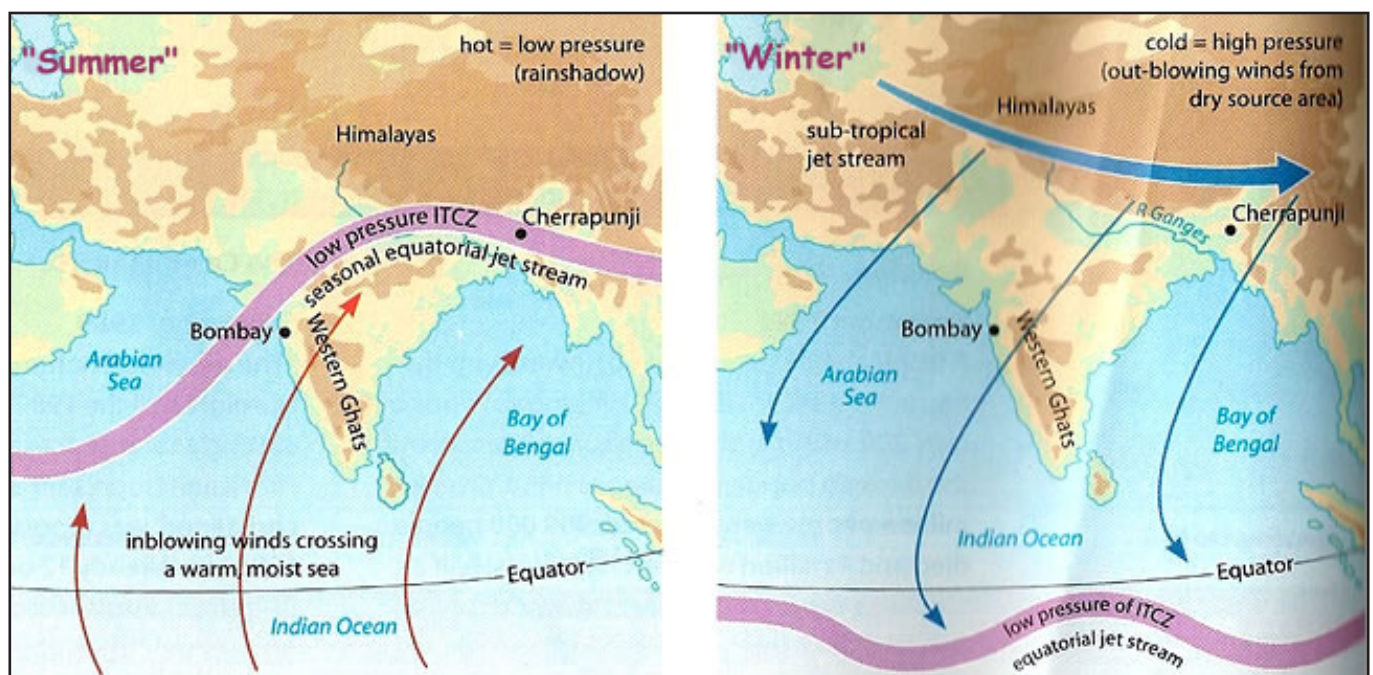 "Summer"
hot = low pressure
(rainshadow)
Himalayas
Cherrapunji
low pressure ITCZ
seasonal equatorial jet stream
Bombay
Western Ghats
Arabian
Sea
Bay of
Bengal
inblowing winds crossing
a warm, moist sea
Equator
Indian Ocean
"Winter"
cold = high pressure
(out-blowing winds from
dry source area)
Himalayas
sub-tropical
jet stream
R Ganges
Cherrapunji
Bombay
Western Ghats
Arabian
Sea
Bay of
Bengal
Indian Ocean
Equator
low pressure of ITCZ
equatorial jet stream